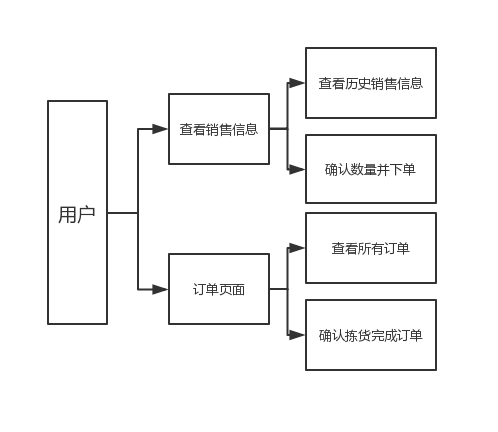 用户
查看销售信息
查看历史销售信息
确认数量并下单
订单页面
查看所有订单
确认拣货完成订单